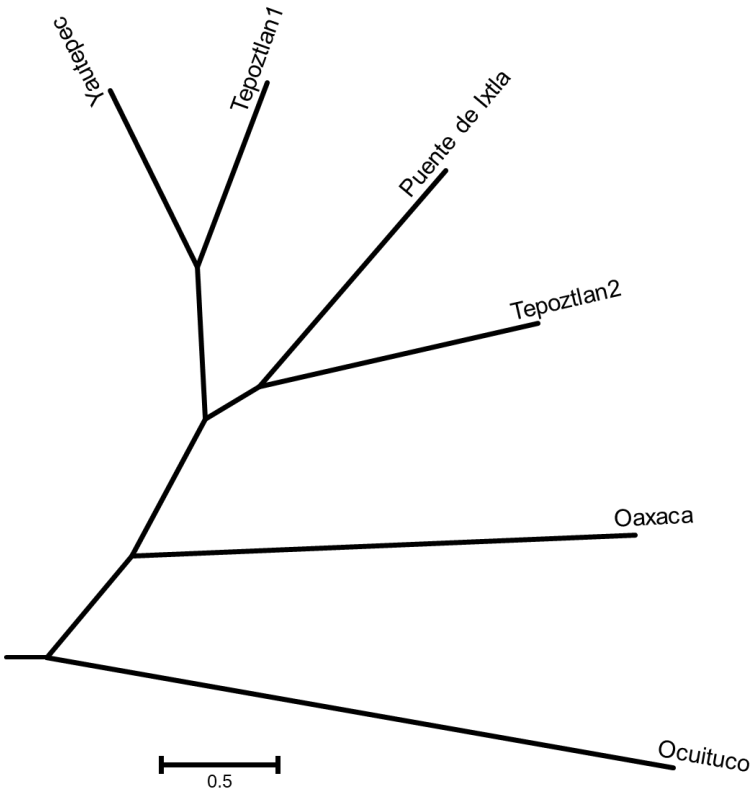 Yautepec
Tepoztlan1
Puente de Ixtla
Tepoztlan2
Oaxaca
Ocuituco
0.5